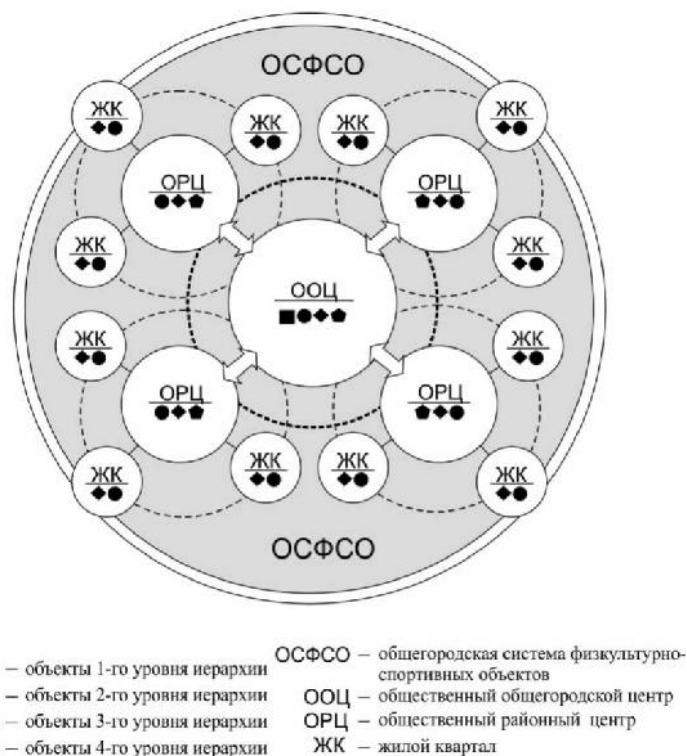 ОСФСО
ЖК
ЖК
ЖК
ЖК
ОРЦ
ОРЦ
ЖК
ЖК
ООЦ
ЖК
ЖК
ОРЦ
ОРЦ
ЖК
ЖК
ЖК
ЖК
ОСФСО
– объекты 1-го уровня иерархии
– объекты 2-го уровня иерархии
– объекты 3-го уровня иерархии
– объекты 4-го уровня иерархии
ОСФСО – общегородская система физкультурно-
спортивных объектов
ООЦ – общественный общегородской центр
ОРЦ – общественный районный центр
ЖК – жилой квартал